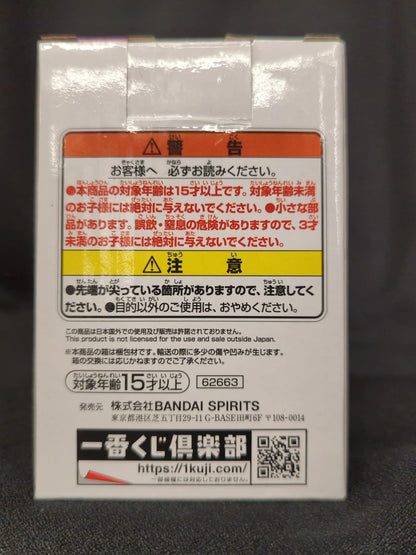 ⚠警告
お客様へ 必ずお読みください。
●本商品の対象年齢は15才以上です。対象年齢未満
のお子様には絶対に与えないでください。●小さな部
品があります。誤飲・窒息の危険がありますので、3才
未満のお子様には絶対に与えないでください。
⚠注意
●先端が尖っている箇所がありますので、注意してく
ださい。●目的以外のご使用は、おやめください。
この商品は日本国外での使用及び販売は許諾されておりません。
This product is not licensed for the use and sale outside Japan.
※本商品の箱は梱包材です。輸送の際に多少の傷や凹みが生じます。
箱の交換には応じかねますのでご了承ください。
対象年齢15才以上 62663
発売元 株式会社BANDAI SPIRITS
東京都港区芝五丁目29-11 G-BASE田町6F 〒108-0014
一番くじ倶楽部
https://1kuji.com/